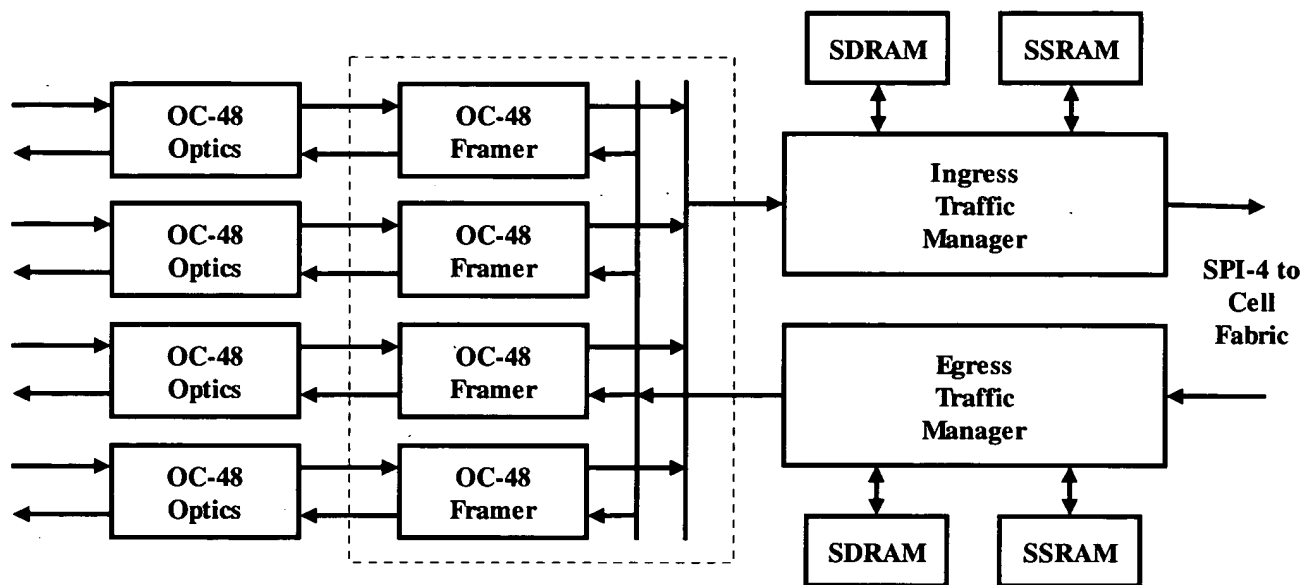 SDRAM
SSRAM
OC-48
Optics
OC-48
Framer
OC-48
Optics
OC-48
Framer
OC-48
Optics
OC-48
Framer
OC-48
Optics
OC-48
Framer
Ingress
Traffic
Manager
SPI-4 to
Cell
Fabric
Egress
Traffic
Manager
SDRAM
SSRAM